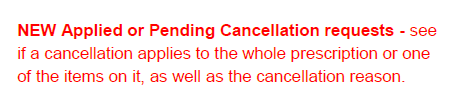 NEW Applied or Pending Cancellation requests - see
if a cancellation applies to the whole prescription or one
of the items on it, as well as the cancellation reason.